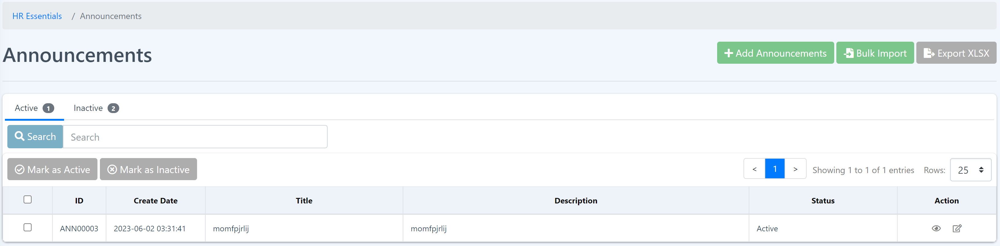 HR Essentials / Announcements
Announcements
Add Announcements Bulk Import Export XLSX
Active 1 Inactive 2
Search Search
Mark as Active Mark as Inactive < 1 > Showing 1 to 1 of 1 entries Rows: 25
ID Create Date Title Description Status Action
ANN00003 2023-06-02 03:31:41 momfpjrlij momfpjrlij Active